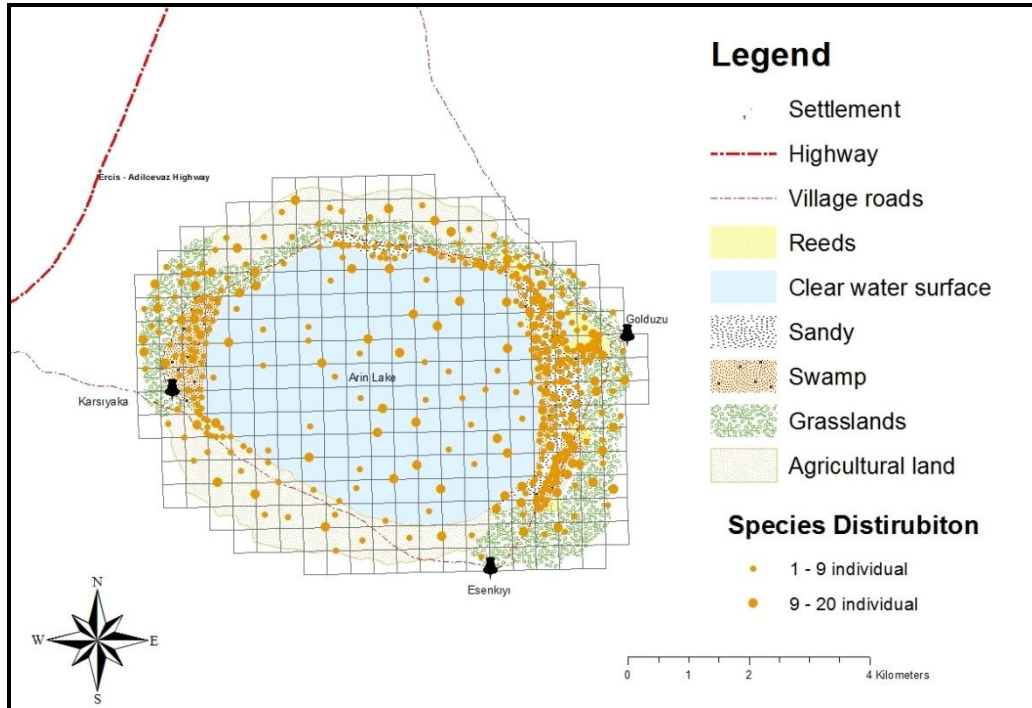 Legend
Settlement
Highway
Village roads
Reeds
Clear water surface
Sandy
Swamp
Grasslands
Agricultural land
Species Distirubiton
1 - 9 individual
9 - 20 individual
Ercis - Adilcevaz Highway
Golduzu
Arin Lake
Karsıyaka
Esenkıyı
N
W E
S
0 1 2 4 Kilometers